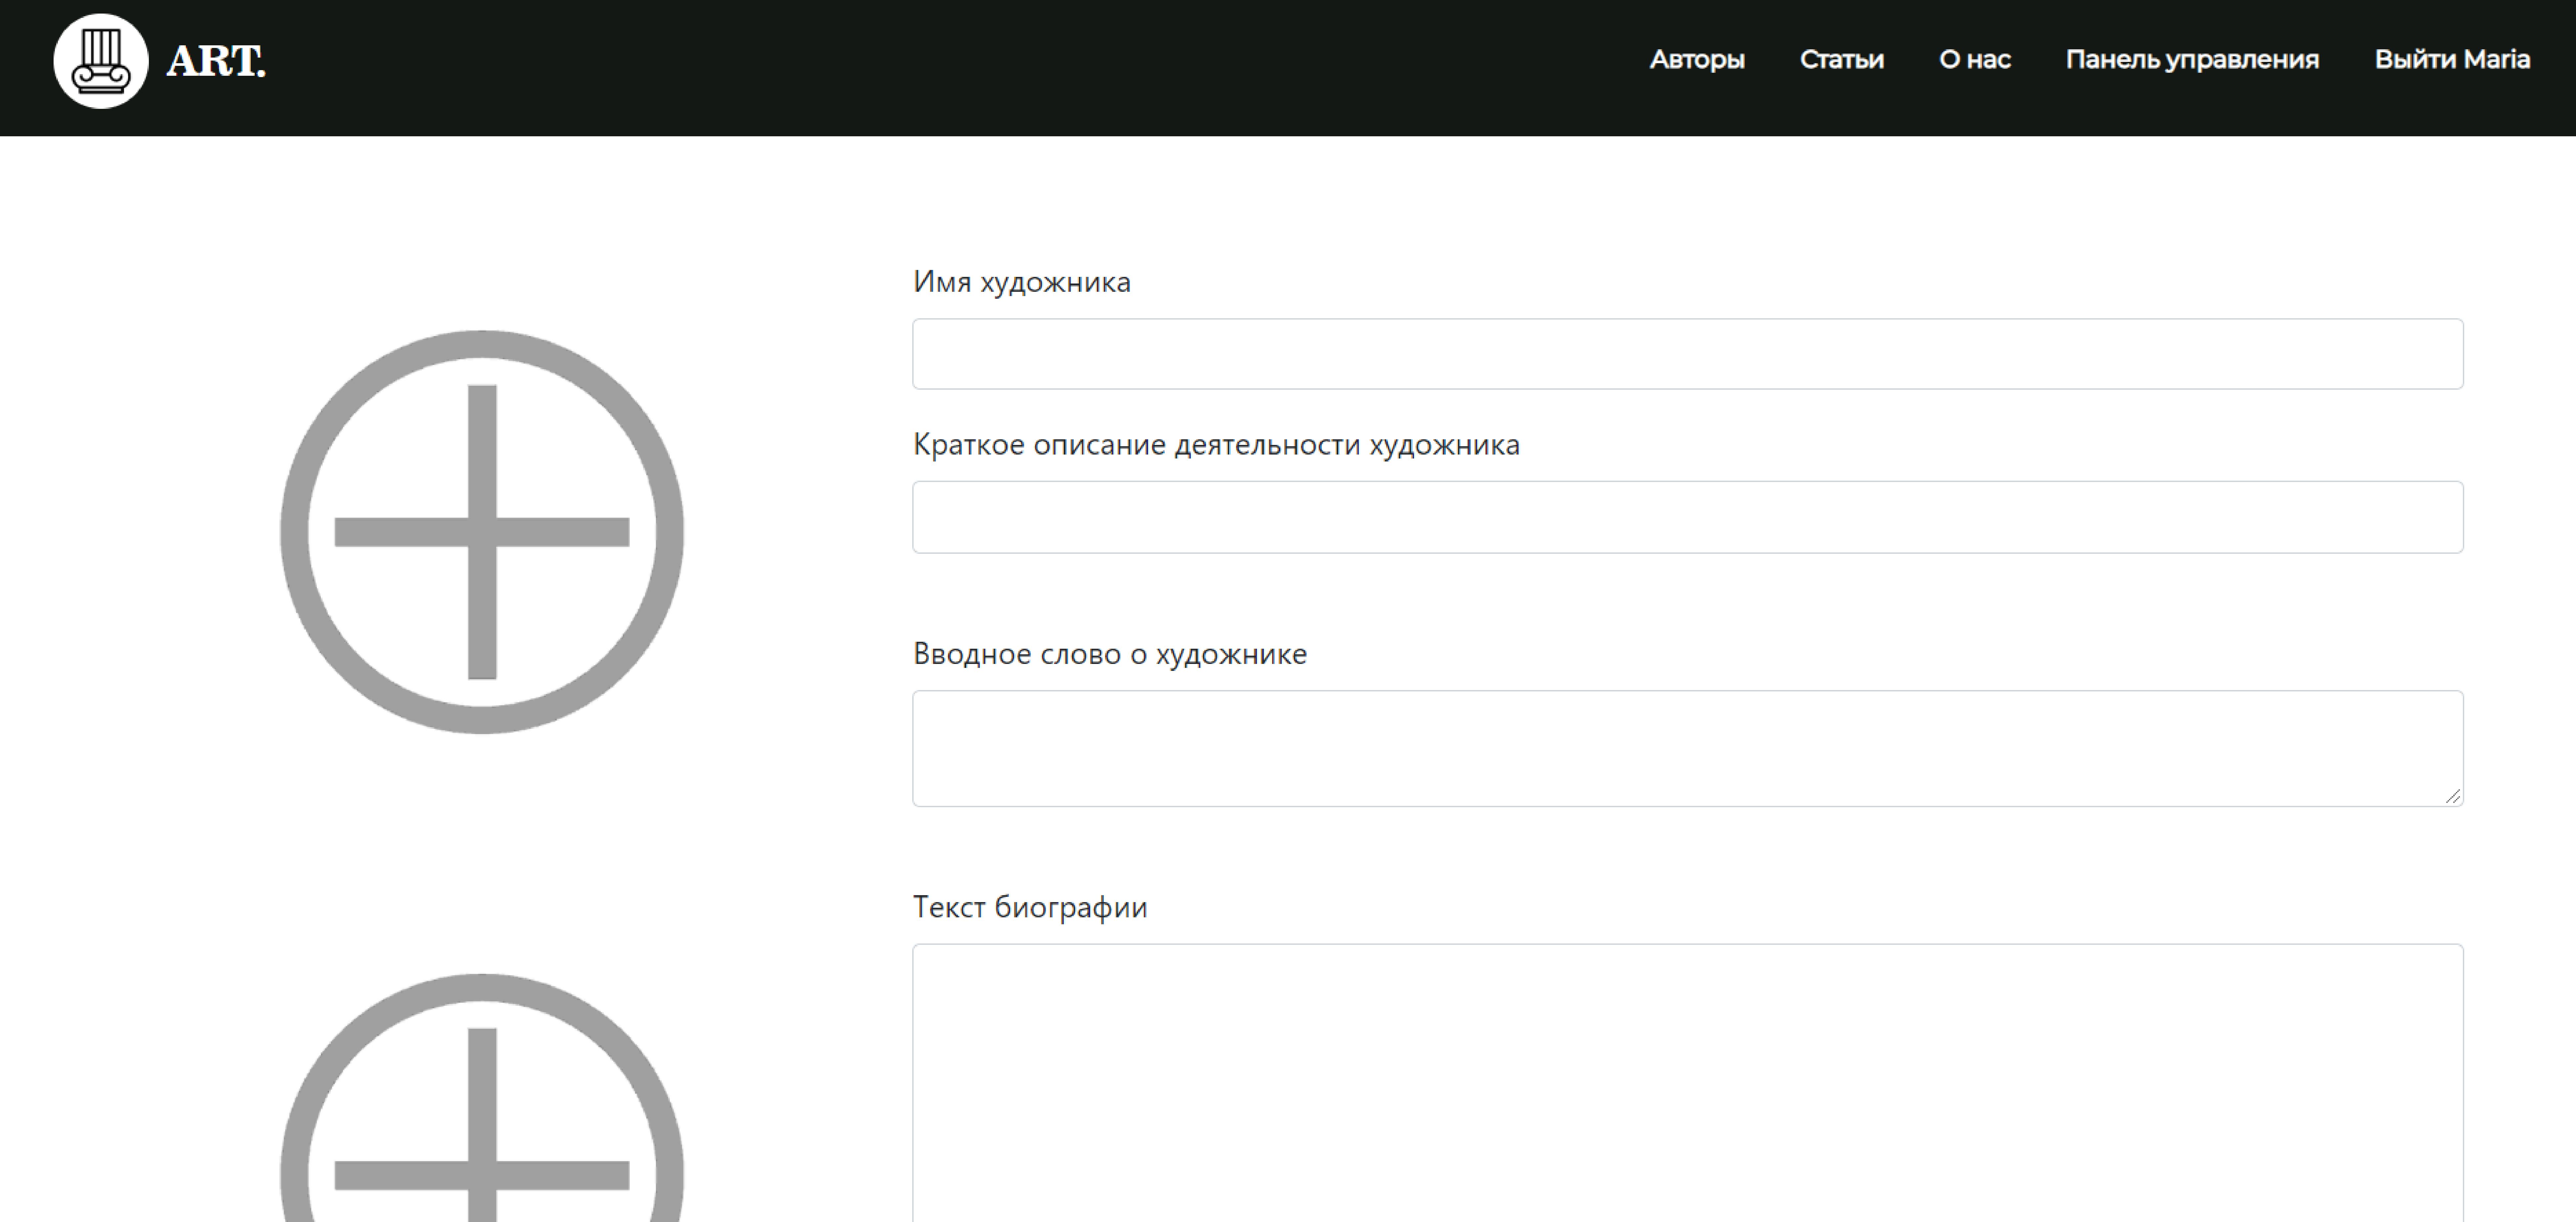 ART.
Авторы Статьи О нас Панель управления Выйти Maria
Имя художника
Краткое описание деятельности художника
Вводное слово о художнике
Текст биографии